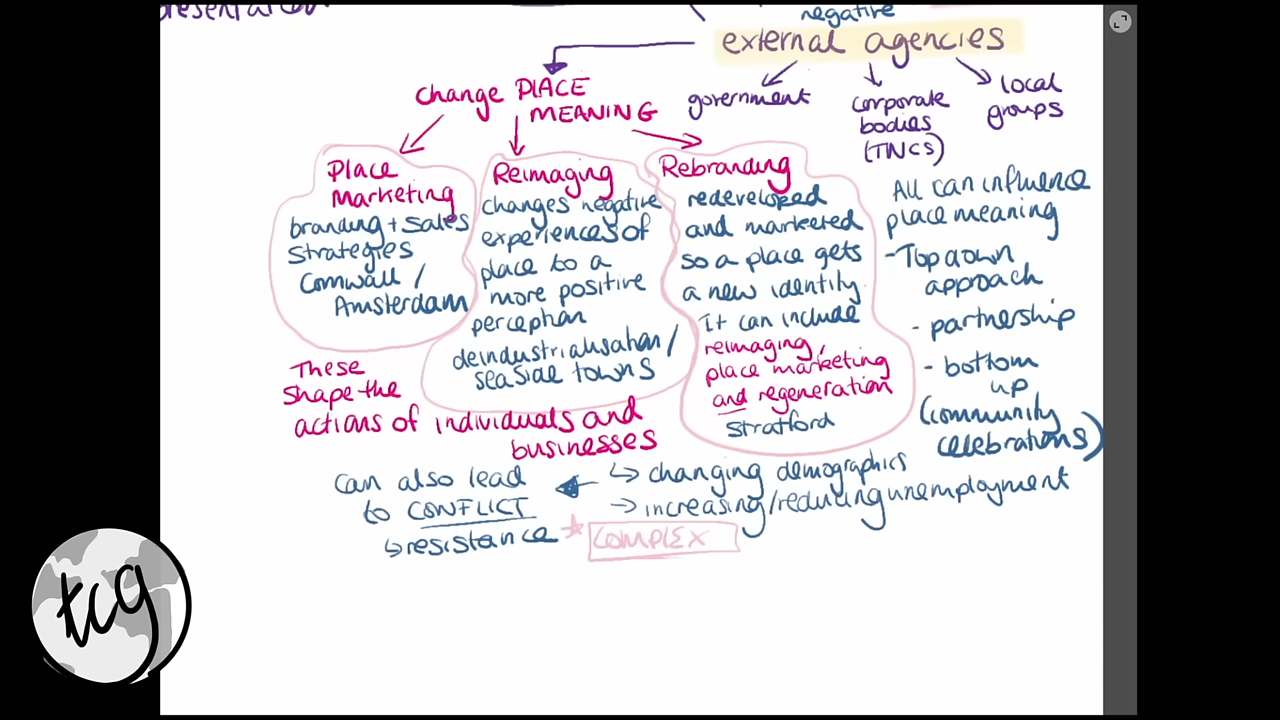 presentation
negative
external agencies
change PLACE
MEANING
government
corporate
bodies
(TNCS)
local
groups
Place
marketing
branding + sales
strategies
Cornwall /
Amsterdam
Reimaging
changes negative
experiences of
place to a
more positive
perception
deindustrialisation /
seaside towns
Rebranding
redeveloped
and marketed
so a place gets
a new identity.
It can include
reimaging,
place marketing
and regeneration
Stratford
All can influence
place meaning
- Top down
approach
- partnership
- bottom
up
(community
celebrations)
These
shape the
actions of individuals and
businesses
↳ changing demographics
→ increasing/reducing unemployment
can also lead
to CONFLICT
↳ resistance
COMPLEX
tcg